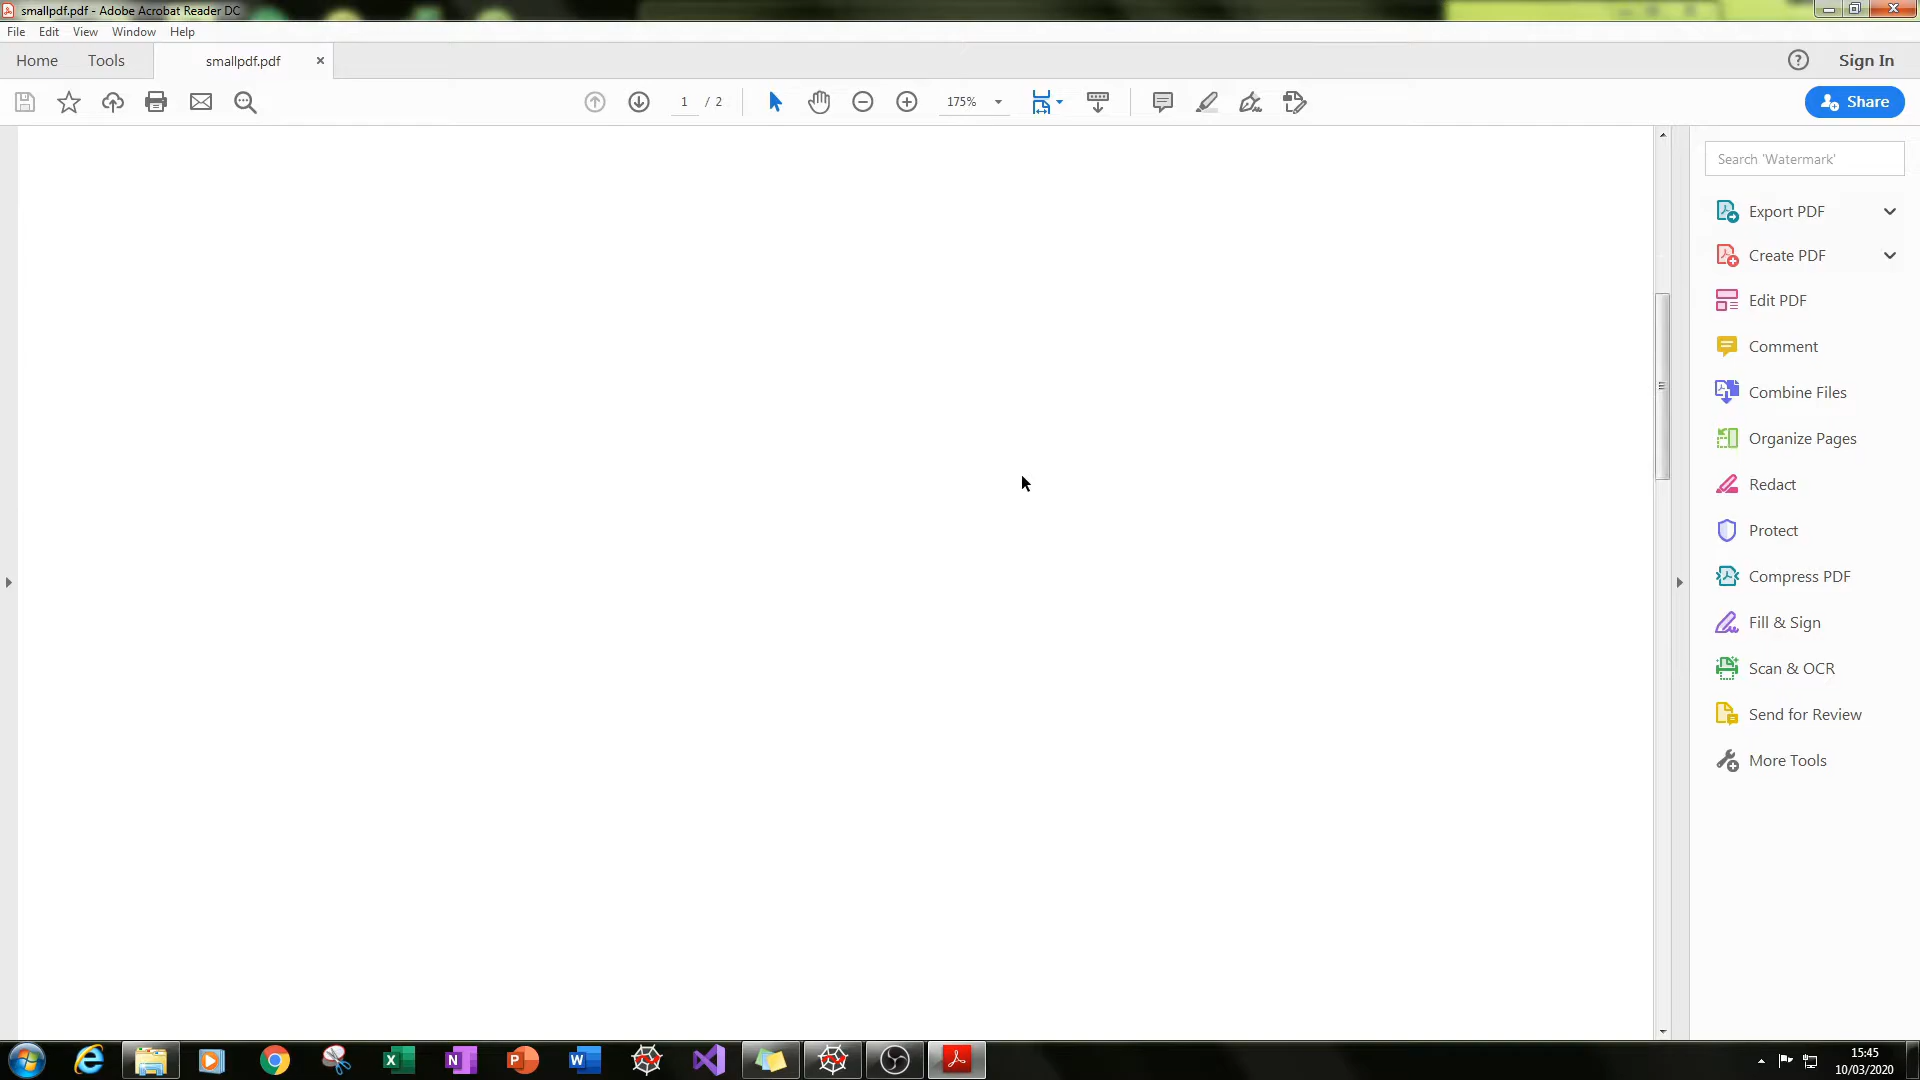 smallpdf.pdf - Adobe Acrobat Reader DC
File Edit View Window Help
Home Tools smallpdf.pdf × Sign In
1 / 2 175% Share
Search 'Watermark'
Export PDF
Create PDF
Edit PDF
Comment
Combine Files
Organize Pages
Redact
Protect
Compress PDF
Fill & Sign
Scan & OCR
Send for Review
More Tools
15:45
10/03/2020